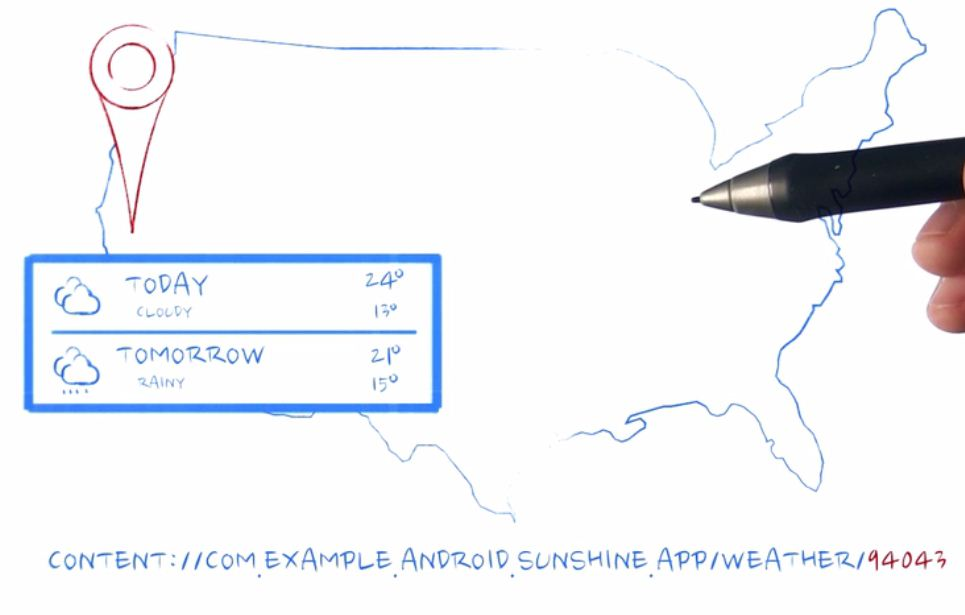 TODAY 24°
CLOUDY 13°
TOMORROW 21°
RAINY 15°
CONTENT://COM.EXAMPLE.ANDROID.SUNSHINE.APP/WEATHER/94043